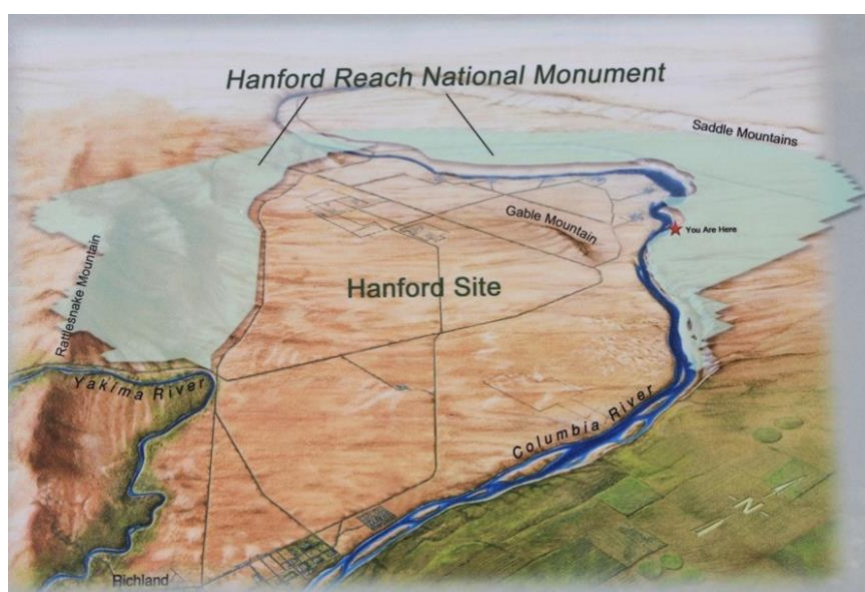 Hanford Reach National Monument
Saddle Mountains
Gable Mountain
You Are Here
Hanford Site
Rattlesnake Mountain
Yakima River
Columbia River
N
Richland